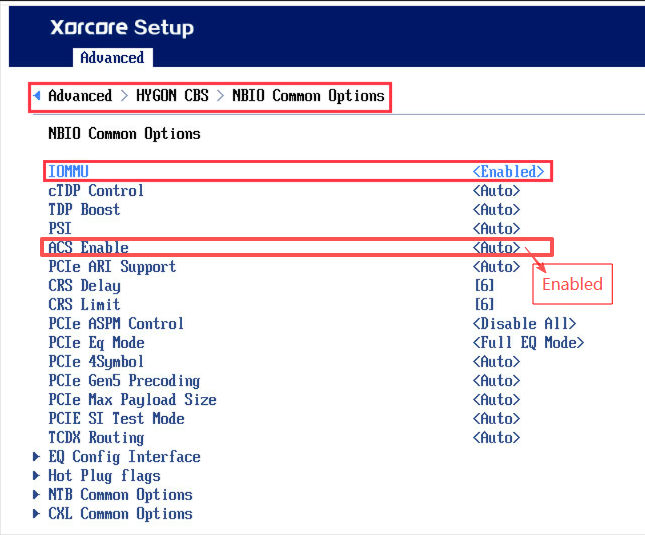 Xarcare Setup
Advanced
Advanced > HYGON CBS > NBIO Common Options
NBIO Common Options
IOMMU <Enabled>
cTDP Control <Auto>
TDP Boost <Auto>
PSI <Auto>
ACS Enable <Auto>
PCIe ARI Support <Auto>
Enabled
CRS Delay [6]
CRS Limit [6]
PCIe ASPM Control <Disable All>
PCIe Eq Mode <Full EQ Mode>
PCIe 4Symbol <Auto>
PCIe Gen5 Precoding <Auto>
PCIe Max Payload Size <Auto>
PCIE SI Test Mode <Auto>
TCDX Routing <Auto>
EQ Config Interface
Hot Plug flags
NTB Common Options
CXL Common Options